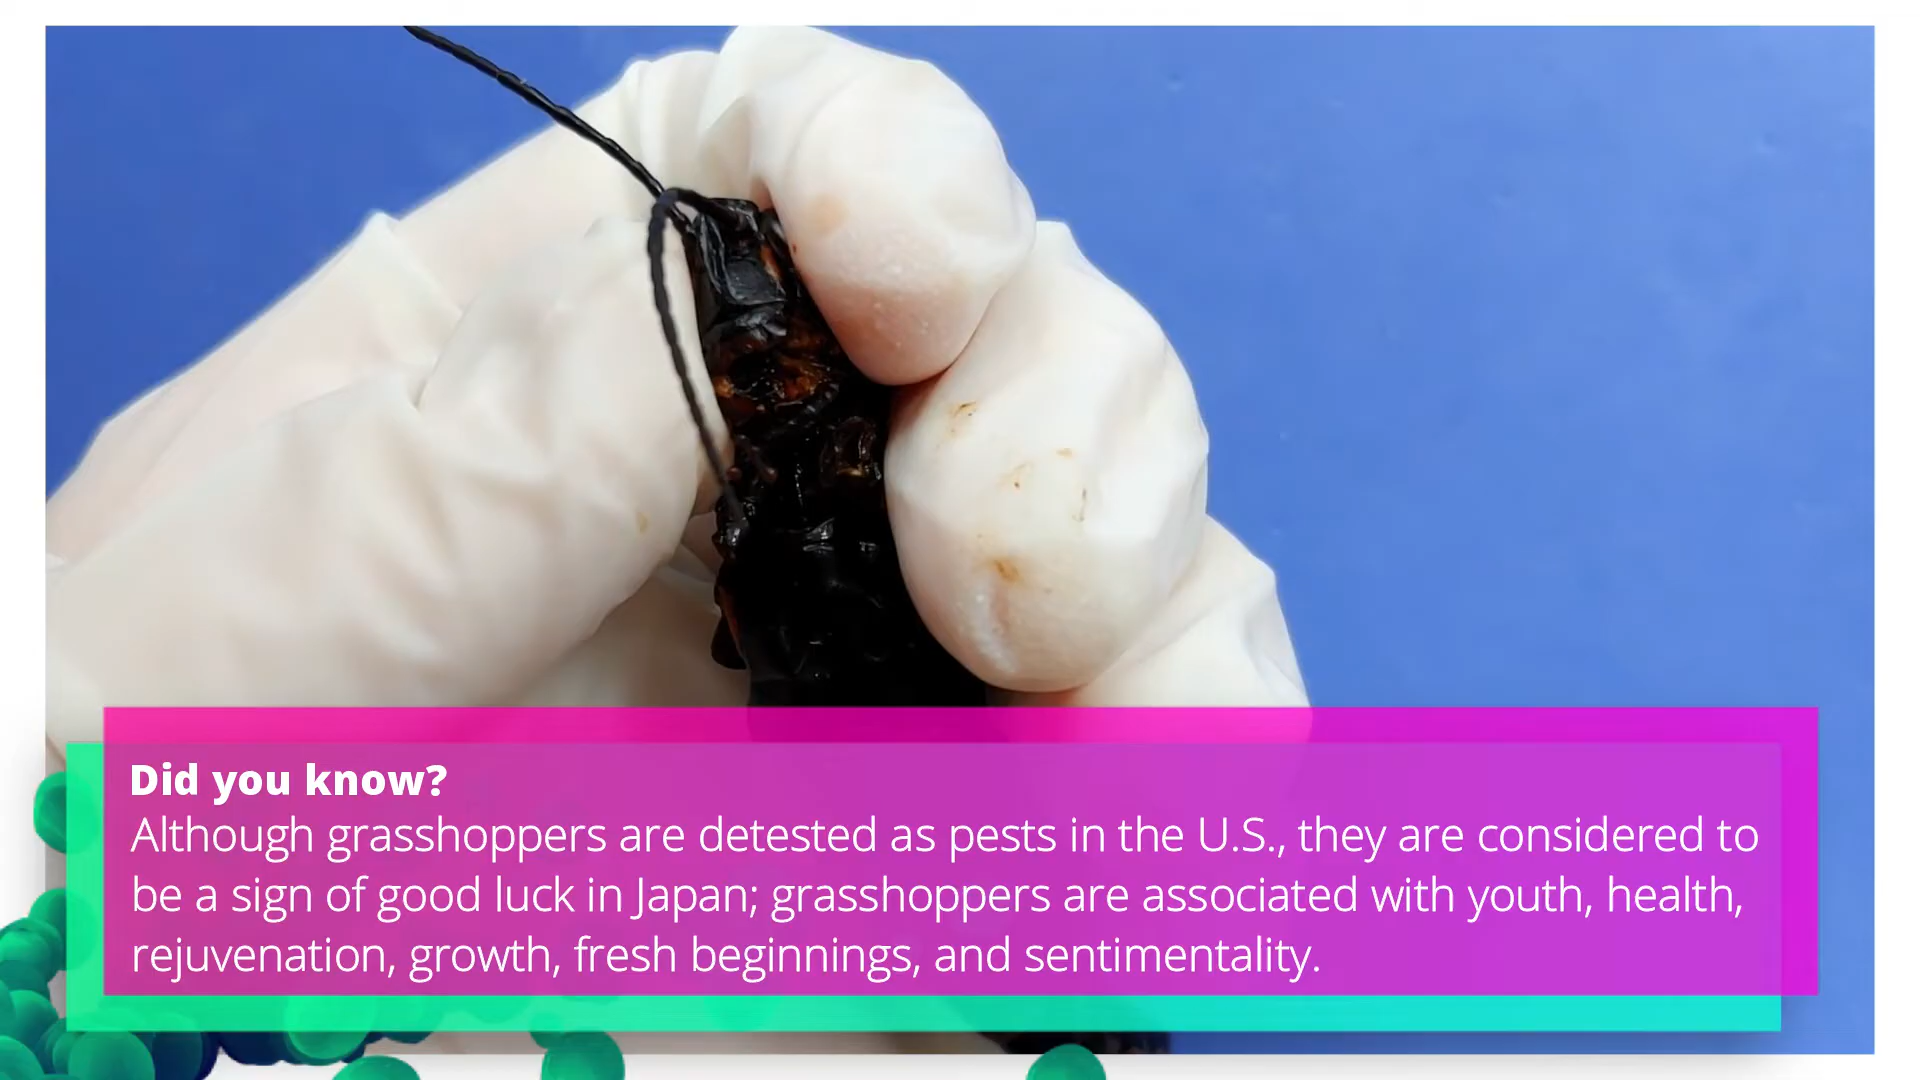 Did you know?
Although grasshoppers are detested as pests in the U.S., they are considered to
be a sign of good luck in Japan; grasshoppers are associated with youth, health,
rejuvenation, growth, fresh beginnings, and sentimentality.